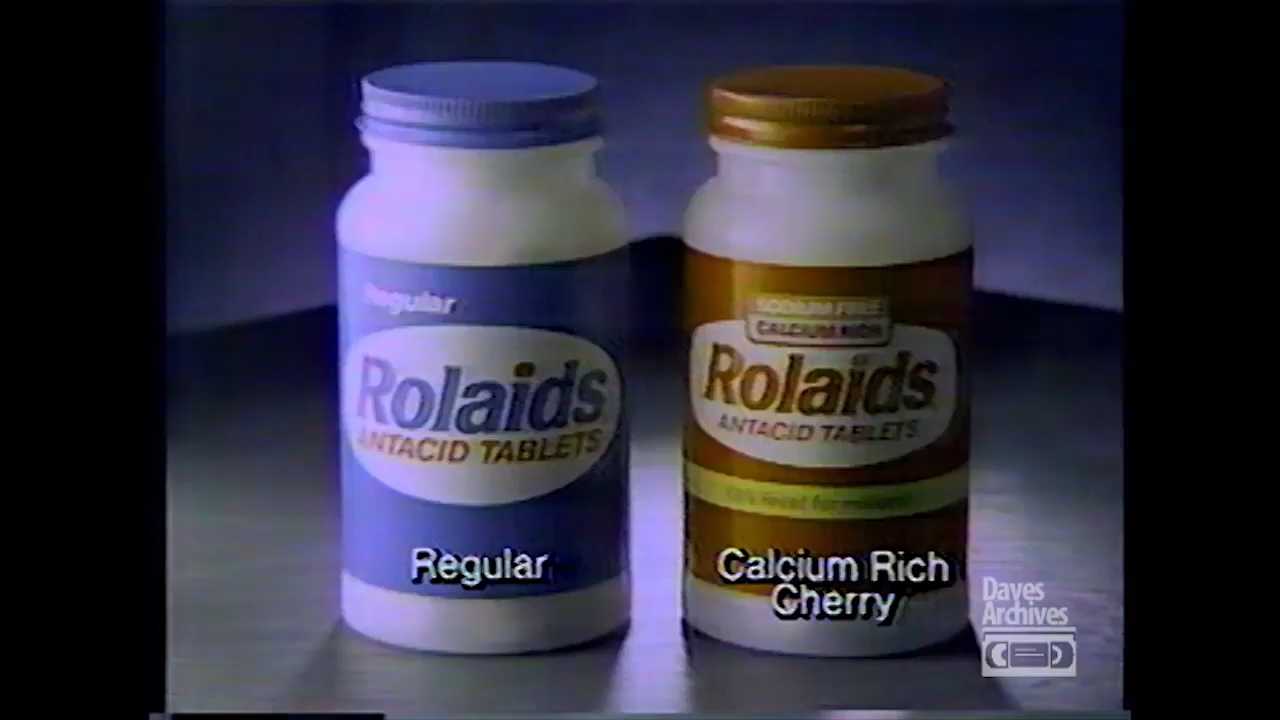 Regular
Rolaids
ANTACID TABLETS
Regular
SODIUM FREE
CALCIUM RICH
Rolaids
ANTACID TABLETS
Calcium Rich
Cherry
Daves
Archives